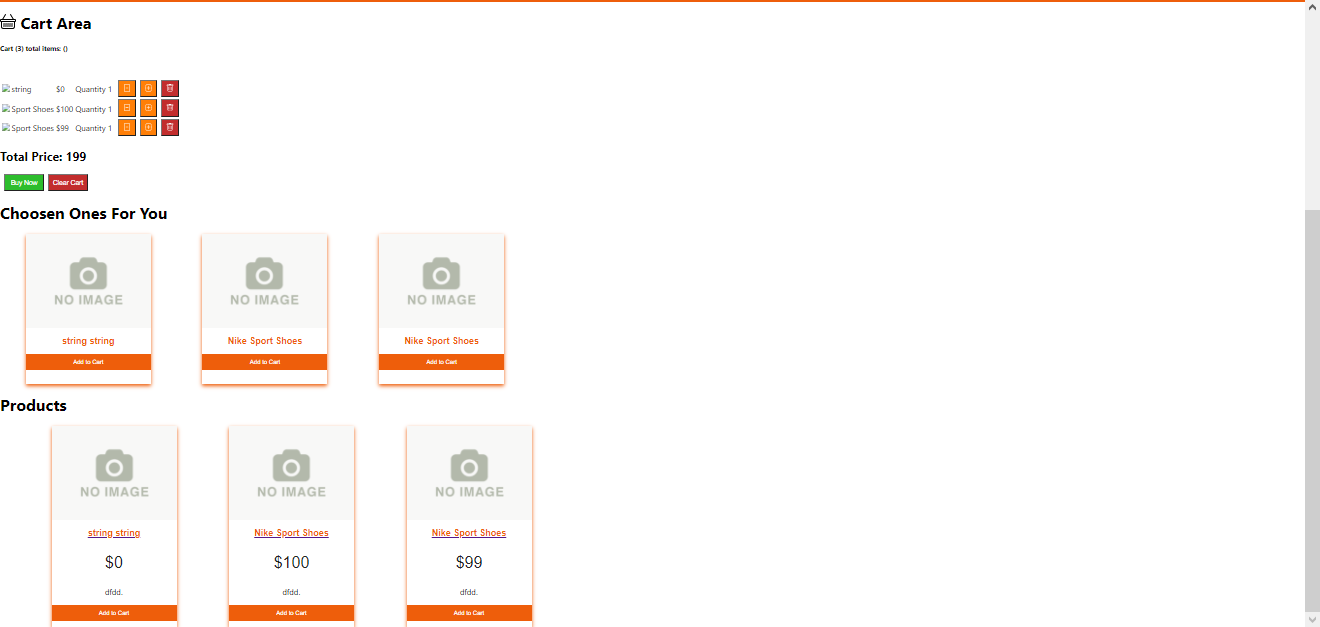 Cart Area
Cart (3) total items: ()
string $0 Quantity 1
Sport Shoes $100 Quantity 1
Sport Shoes $99 Quantity 1
Total Price: 199
Buy Now Clear Cart
Choosen Ones For You
NO IMAGE NO IMAGE NO IMAGE
string string Nike Sport Shoes Nike Sport Shoes
Add to Cart Add to Cart Add to Cart
Products
NO IMAGE NO IMAGE NO IMAGE
string string Nike Sport Shoes Nike Sport Shoes
$0 $100 $99
dfdd. dfdd. dfdd.
Add to Cart Add to Cart Add to Cart